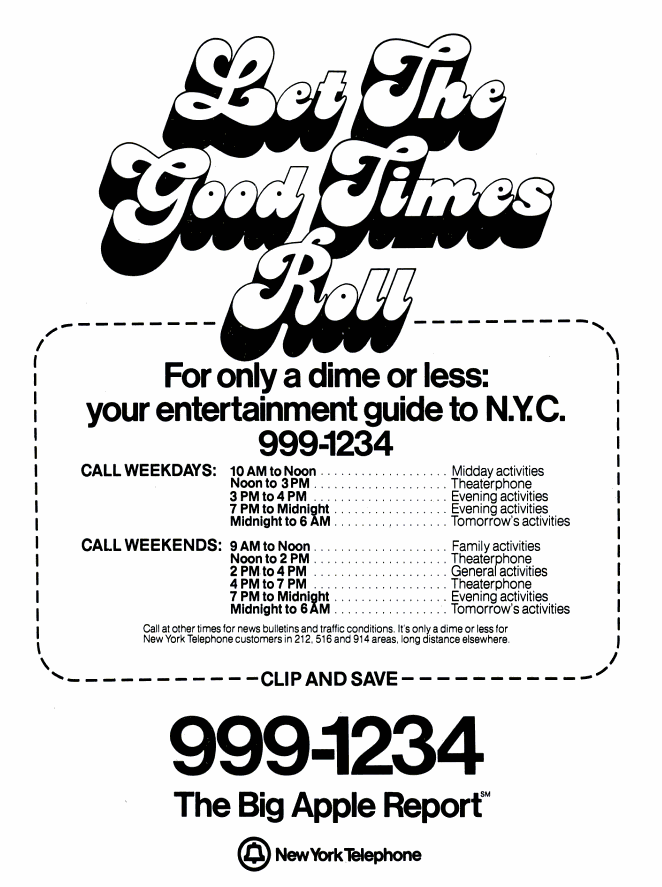 Let The
Good Times
Roll
For only a dime or less:
your entertainment guide to N.Y.C.
999-1234
CALL WEEKDAYS: 10 AM to Noon . . . . . . . . . . . . . . . . . . . Midday activities
Noon to 3 PM . . . . . . . . . . . . . . . . . . . . Theaterphone
3 PM to 4 PM . . . . . . . . . . . . . . . . . . . . Evening activities
7 PM to Midnight . . . . . . . . . . . . . . . . . Evening activities
Midnight to 6 AM . . . . . . . . . . . . . . . . . Tomorrow's activities
CALL WEEKENDS: 9 AM to Noon . . . . . . . . . . . . . . . . . . . . Family activities
Noon to 2 PM . . . . . . . . . . . . . . . . . . . . Theaterphone
2 PM to 4 PM . . . . . . . . . . . . . . . . . . . . General activities
4 PM to 7 PM . . . . . . . . . . . . . . . . . . . . Theaterphone
7 PM to Midnight . . . . . . . . . . . . . . . . . Evening activities
Midnight to 6 AM . . . . . . . . . . . . . . . . . Tomorrow's activities
Call at other times for news bulletins and traffic conditions. It's only a dime or less for
New York Telephone customers in 212, 516 and 914 areas, long distance elsewhere.
CLIP AND SAVE
999-1234
The Big Apple Report℠
New York Telephone